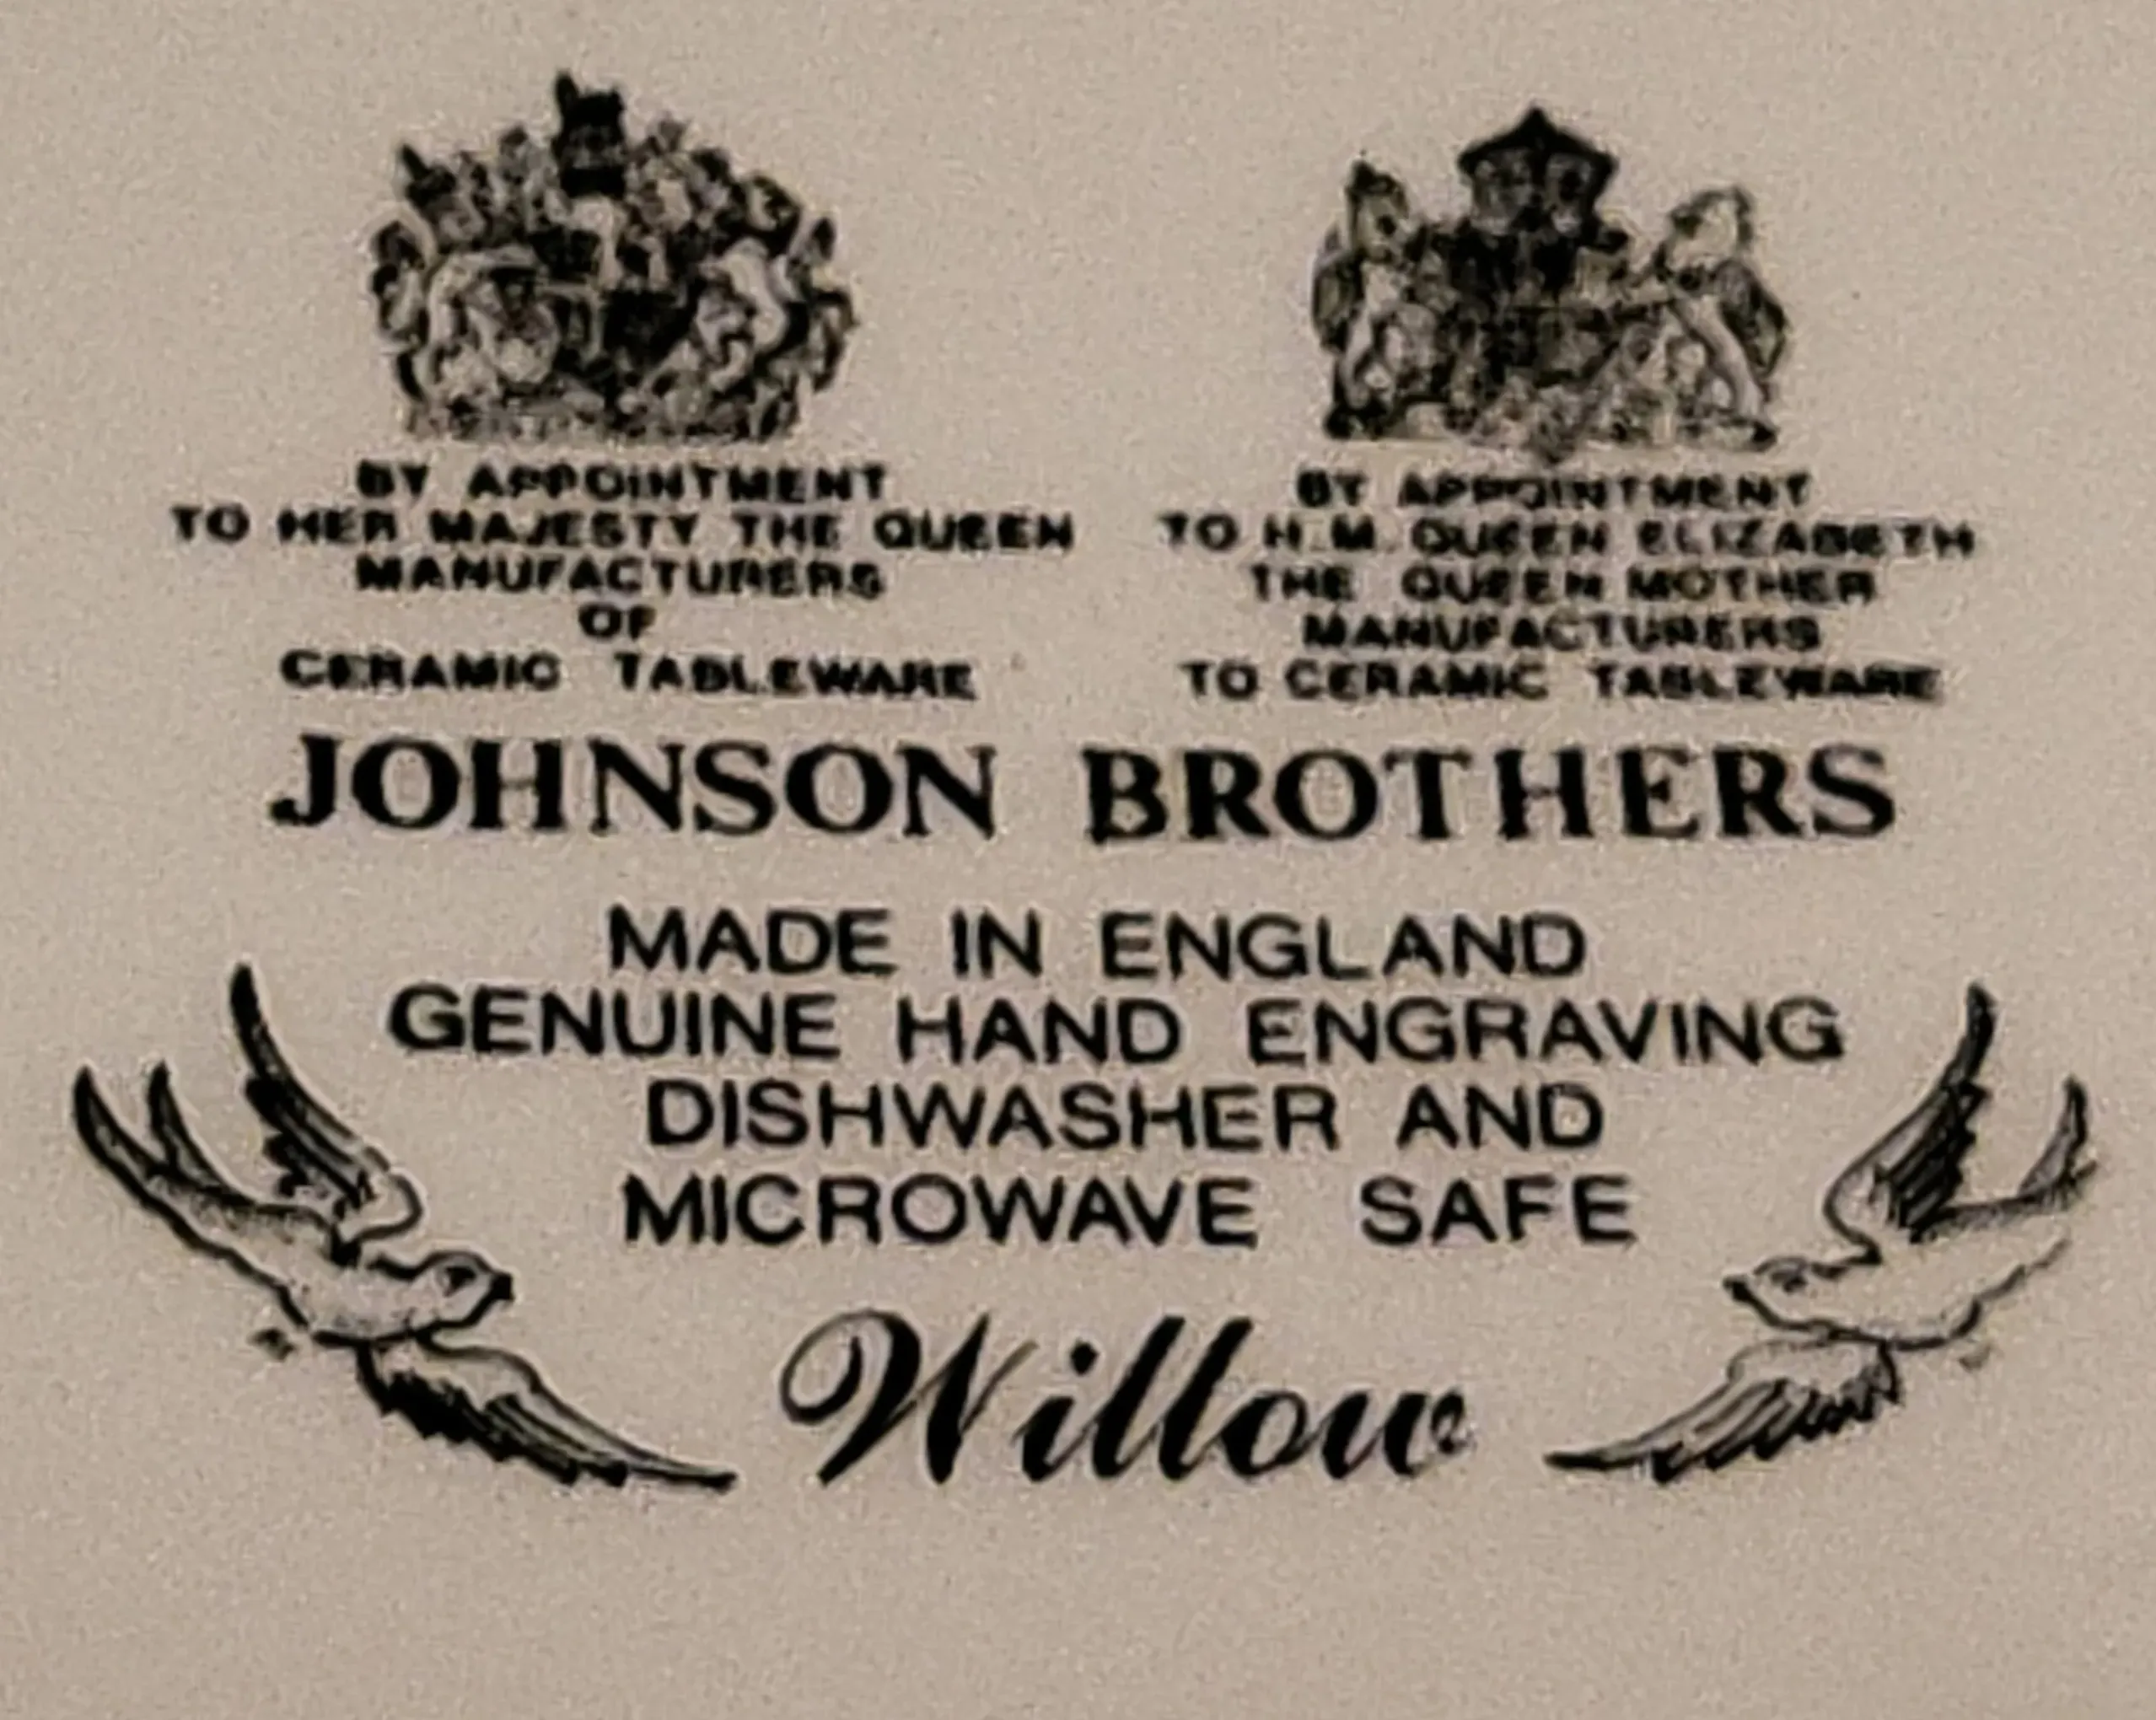 BY APPOINTMENT
TO HER MAJESTY THE QUEEN
MANUFACTURERS
OF
CERAMIC TABLEWARE
BY APPOINTMENT
TO H.M. QUEEN ELIZABETH
THE QUEEN MOTHER
MANUFACTURERS
TO CERAMIC TABLEWARE
JOHNSON BROTHERS
MADE IN ENGLAND
GENUINE HAND ENGRAVING
DISHWASHER AND
MICROWAVE SAFE
Willow